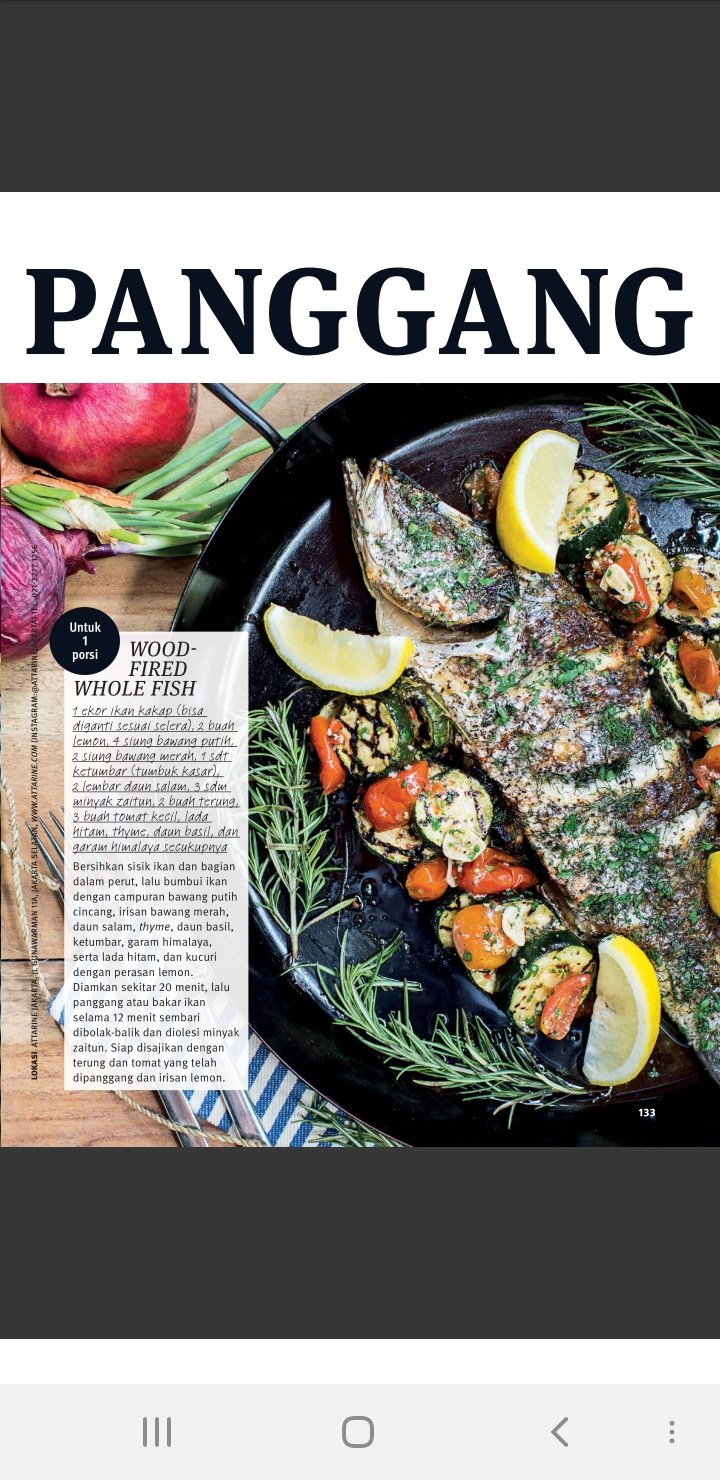 PANGGANG
Untuk
1
porsi
WOOD-
FIRED
WHOLE FISH
1 ekor ikan kakap (bisa
diganti sesuai selera), 2 buah
lemon, 4 siung bawang putih,
2 siung bawang merah, 1 sdt
ketumbar (tumbuk kasar),
2 lembar daun salam, 3 sdm
minyak zaitun, 2 buah terung,
3 buah tomat kecil, lada
hitam, thyme, daun basil, dan
garam himalaya secukupnya
Bersihkan sisik ikan dan bagian
dalam perut, lalu bumbui ikan
dengan campuran bawang putih
cincang, irisan bawang merah,
daun salam, thyme, daun basil,
ketumbar, garam himalaya,
serta lada hitam, dan kucuri
dengan perasan lemon.
Diamkan sekitar 20 menit, lalu
panggang atau bakar ikan
selama 12 menit sembari
dibolak-balik dan diolesi minyak
zaitun. Siap disajikan dengan
terung dan tomat yang telah
dipanggang dan irisan lemon.
LOKASI ATTARINE JAKARTA, JL GUNAWARMAN 11A, JAKARTA SELATAN, WWW.ATTARINE.COM (INSTAGRAM:@ATTARINE
133